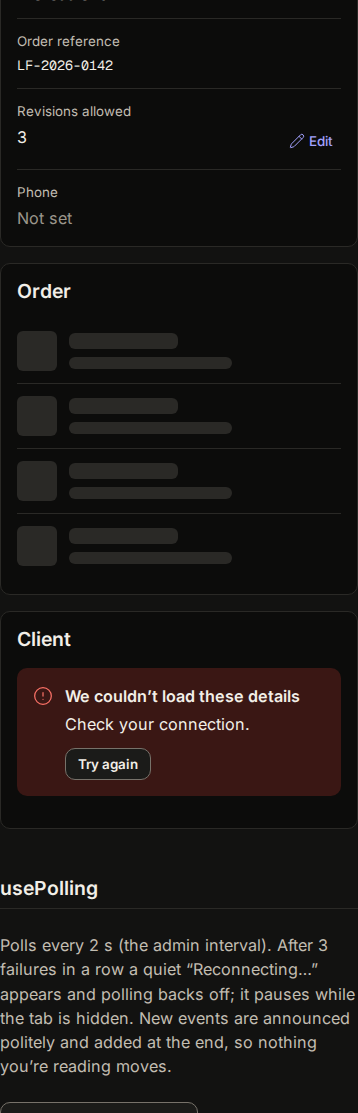 Order reference
LF-2026-0142
Revisions allowed
3
Edit
Phone
Not set
Order
Client
We couldn’t load these details
Check your connection.
Try again
usePolling
Polls every 2 s (the admin interval). After 3
failures in a row a quiet “Reconnecting…”
appears and polling backs off; it pauses while
the tab is hidden. New events are announced
politely and added at the end, so nothing
you’re reading moves.